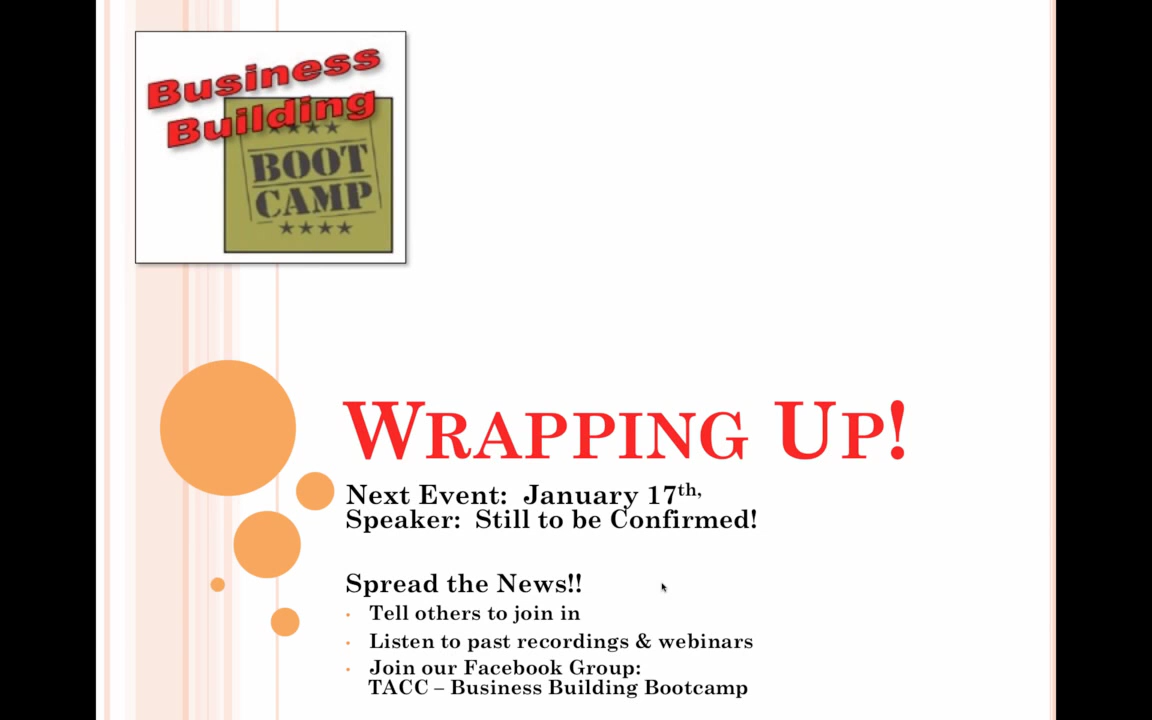 Business
Building
BOOT
CAMP
WRAPPING UP!
Next Event: January 17th,
Speaker: Still to be Confirmed!
Spread the News!!
• Tell others to join in
• Listen to past recordings & webinars
• Join our Facebook Group:
TACC – Business Building Bootcamp